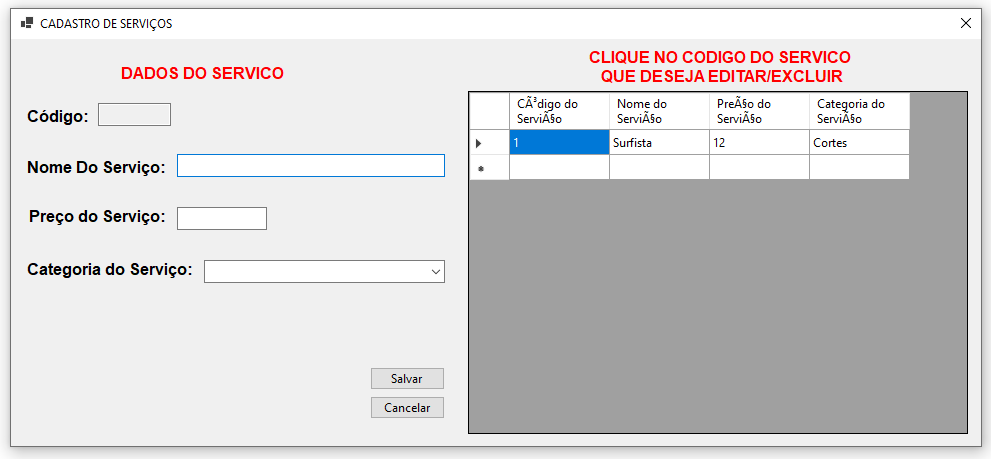 CADASTRO DE SERVIÇOS
DADOS DO SERVICO
Código:
Nome Do Serviço:
Preço do Serviço:
Categoria do Serviço:
Salvar
Cancelar
CLIQUE NO CODIGO DO SERVICO
QUE DESEJA EDITAR/EXCLUIR
CÃ³digo do Nome do PreÃ§o do Categoria do
ServiÃ§o ServiÃ§o ServiÃ§o ServiÃ§o
1 Surfista 12 Cortes